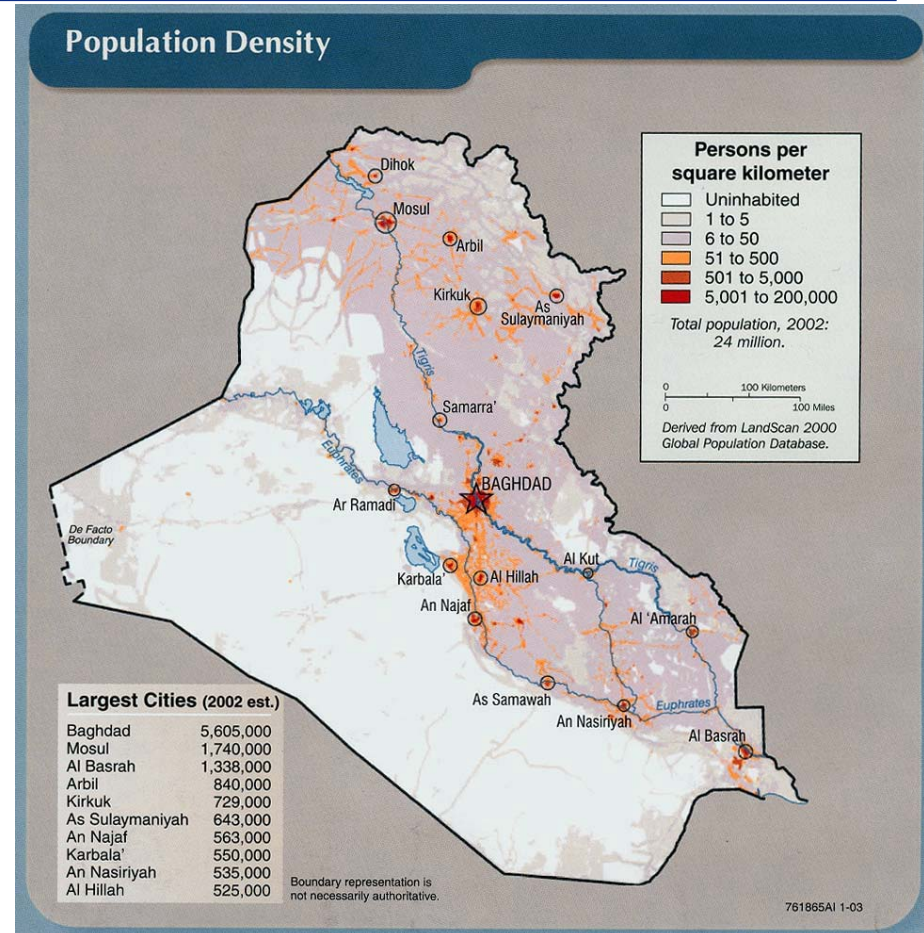 Population Density
Persons per
square kilometer
Uninhabited
1 to 5
6 to 50
51 to 500
501 to 5,000
5,001 to 200,000
Total population, 2002:
24 million.
0 100 Kilometers
0 100 Miles
Derived from LandScan 2000
Global Population Database.
Dihok
Mosul
Arbil
Kirkuk
As
Sulaymaniyah
Tigris
Samarra'
Euphrates
BAGHDAD
Ar Ramadi
De Facto
Boundary
Al Kut
Tigris
Karbala'
Al Hillah
An Najaf
Al 'Amarah
As Samawah
Euphrates
An Nasiriyah
Al Basrah
Largest Cities (2002 est.)
Baghdad 5,605,000
Mosul 1,740,000
Al Basrah 1,338,000
Arbil 840,000
Kirkuk 729,000
As Sulaymaniyah 643,000
An Najaf 563,000
Karbala' 550,000
An Nasiriyah 535,000
Al Hillah 525,000
Boundary representation is
not necessarily authoritative.
761865AI 1-03